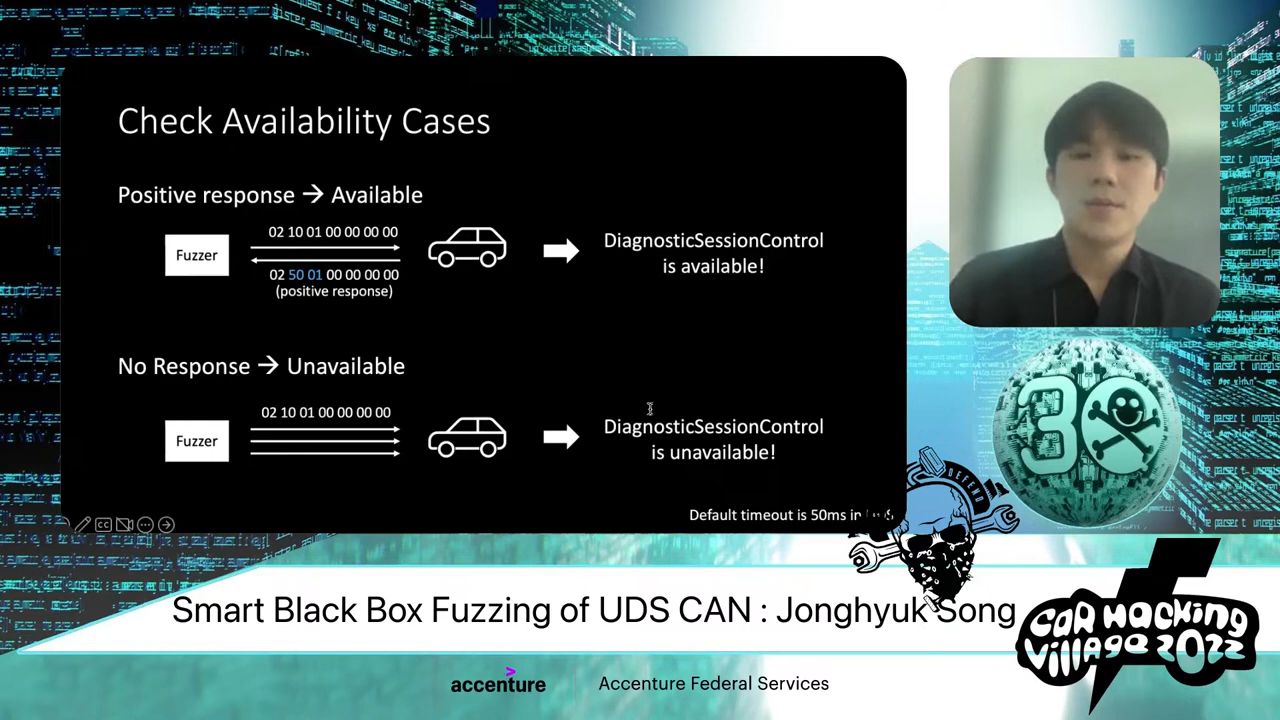 Check Availability Cases
Positive response → Available
Fuzzer
02 10 01 00 00 00 00
02 50 01 00 00 00 00
(positive response)
DiagnosticSessionControl
is available!
No Response → Unavailable
Fuzzer
02 10 01 00 00 00 00
DiagnosticSessionControl
is unavailable!
Default timeout is 50ms in
CC
30
DEFEND
Smart Black Box Fuzzing of UDS CAN : Jonghyuk Song
CAR HACKING
VILLAGE 2022
accenture
Accenture Federal Services